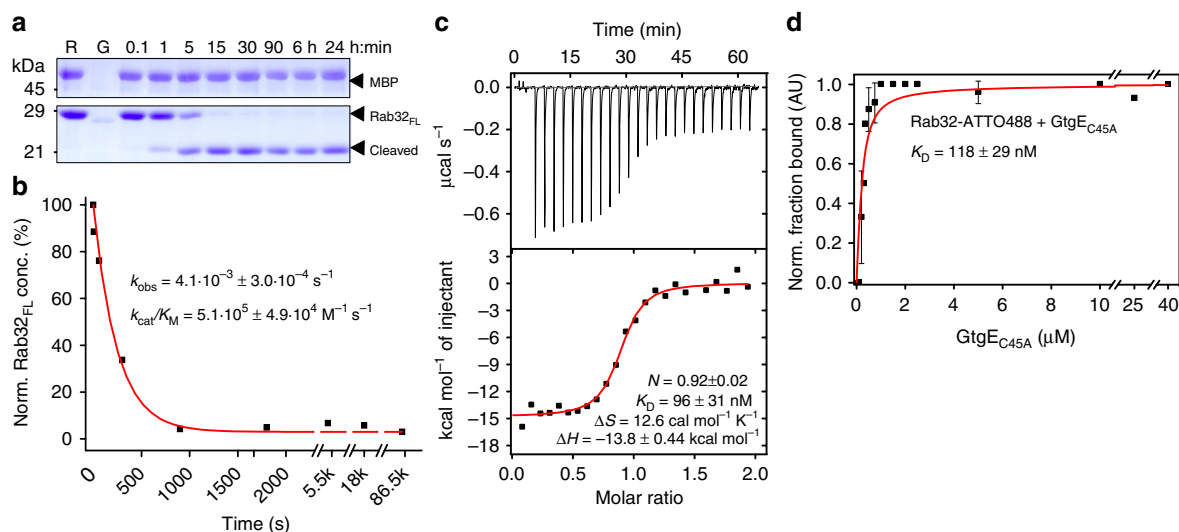 a
R G 0.1 1 5 15 30 90 6 h 24 h:min
kDa
45
MBP
29
Rab32FL
21
Cleaved
b
Norm. Rab32FL conc. (%)
100
80
60
40
20
0
kobs = 4.1·10⁻³ ± 3.0·10⁻⁴ s⁻¹
kcat/KM = 5.1·10⁵ ± 4.9·10⁴ M⁻¹ s⁻¹
0 500 1000 1500 2000 5.5k 18k 86.5k
Time (s)
c
Time (min)
0 10 20 30 40 50 60
µcal s⁻¹
0.0
−0.2
−0.4
−0.6
kcal mol⁻¹ of injectant
3
0
−3
−6
−9
−12
−15
−18
N = 0.92±0.02
KD = 96 ± 31 nM
ΔS = 12.6 cal mol⁻¹ K⁻¹
ΔH = −13.8 ± 0.44 kcal mol⁻¹
0.0 0.5 1.0 1.5 2.0
Molar ratio
d
Norm. fraction bound (AU)
1.0
0.8
0.6
0.4
0.2
0.0
Rab32-ATTO488 + GtgEC45A
KD = 118 ± 29 nM
0 2 4 6 8 10 25 40
GtgEC45A (µM)